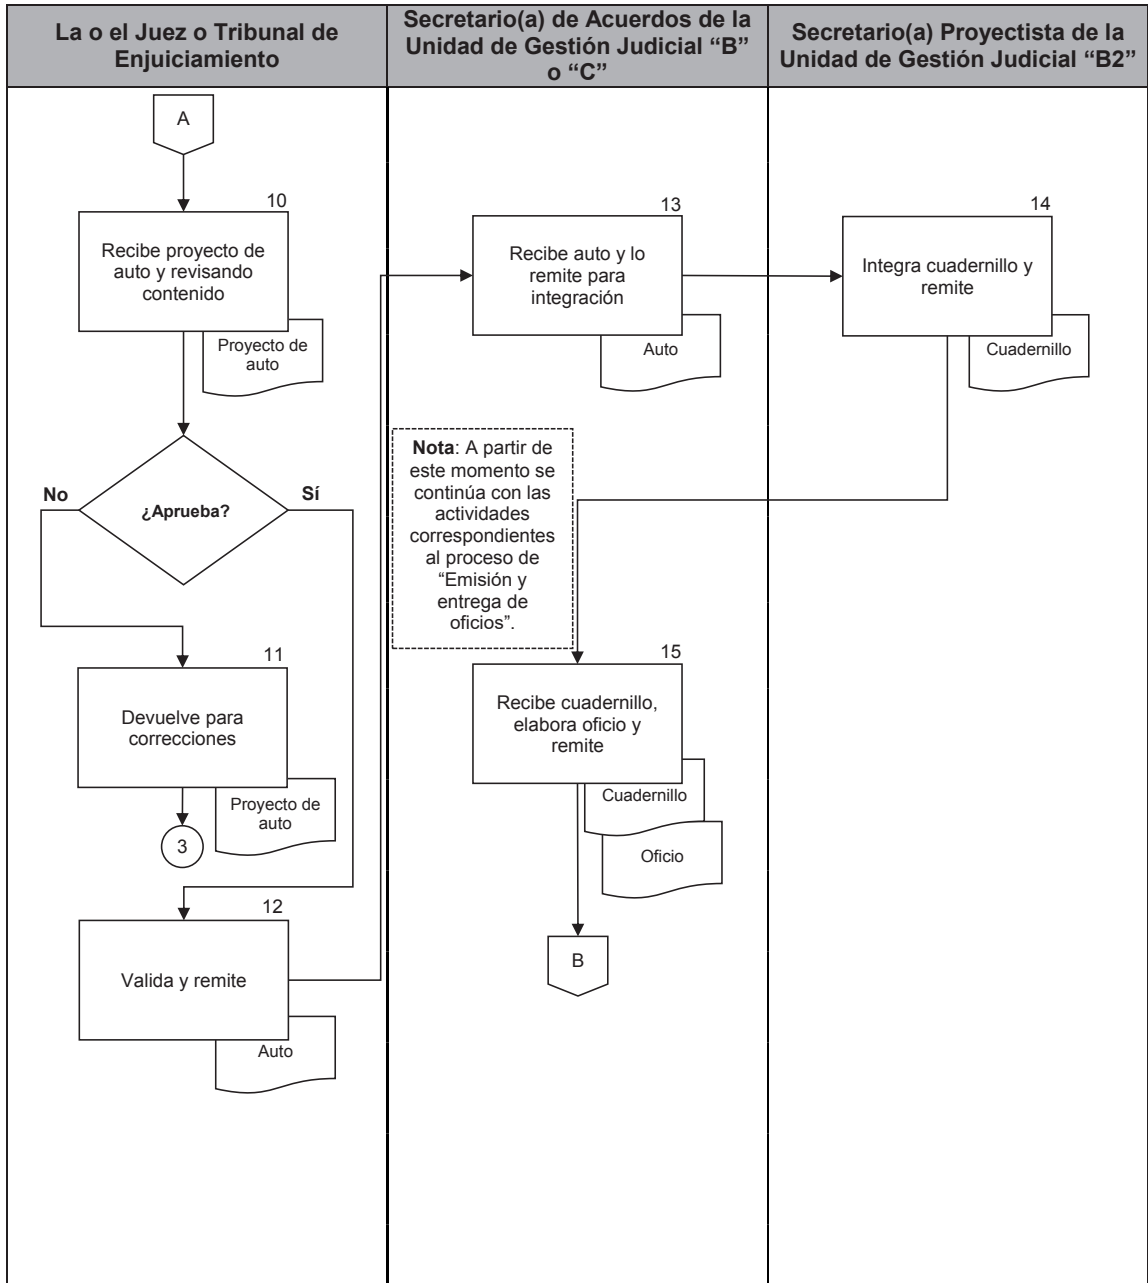 La o el Juez o Tribunal de
Enjuiciamiento
Secretario(a) de Acuerdos de la
Unidad de Gestión Judicial “B”
o “C”
Secretario(a) Proyectista de la
Unidad de Gestión Judicial “B2”
A
10
Recibe proyecto de
auto y revisando
contenido
Proyecto de
auto
¿Aprueba?
No
Sí
11
Devuelve para
correcciones
Proyecto de
auto
3
12
Valida y remite
Auto
13
Recibe auto y lo
remite para
integración
Auto
14
Integra cuadernillo y
remite
Cuadernillo
Nota: A partir de
este momento se
continúa con las
actividades
correspondientes
al proceso de
“Emisión y
entrega de
oficios”.
15
Recibe cuadernillo,
elabora oficio y
remite
Cuadernillo
Oficio
B